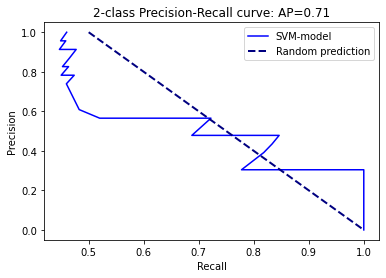 2-class Precision-Recall curve: AP=0.71
SVM-model
Random prediction
Precision
1.0
0.8
0.6
0.4
0.2
0.0
0.5 0.6 0.7 0.8 0.9 1.0
Recall